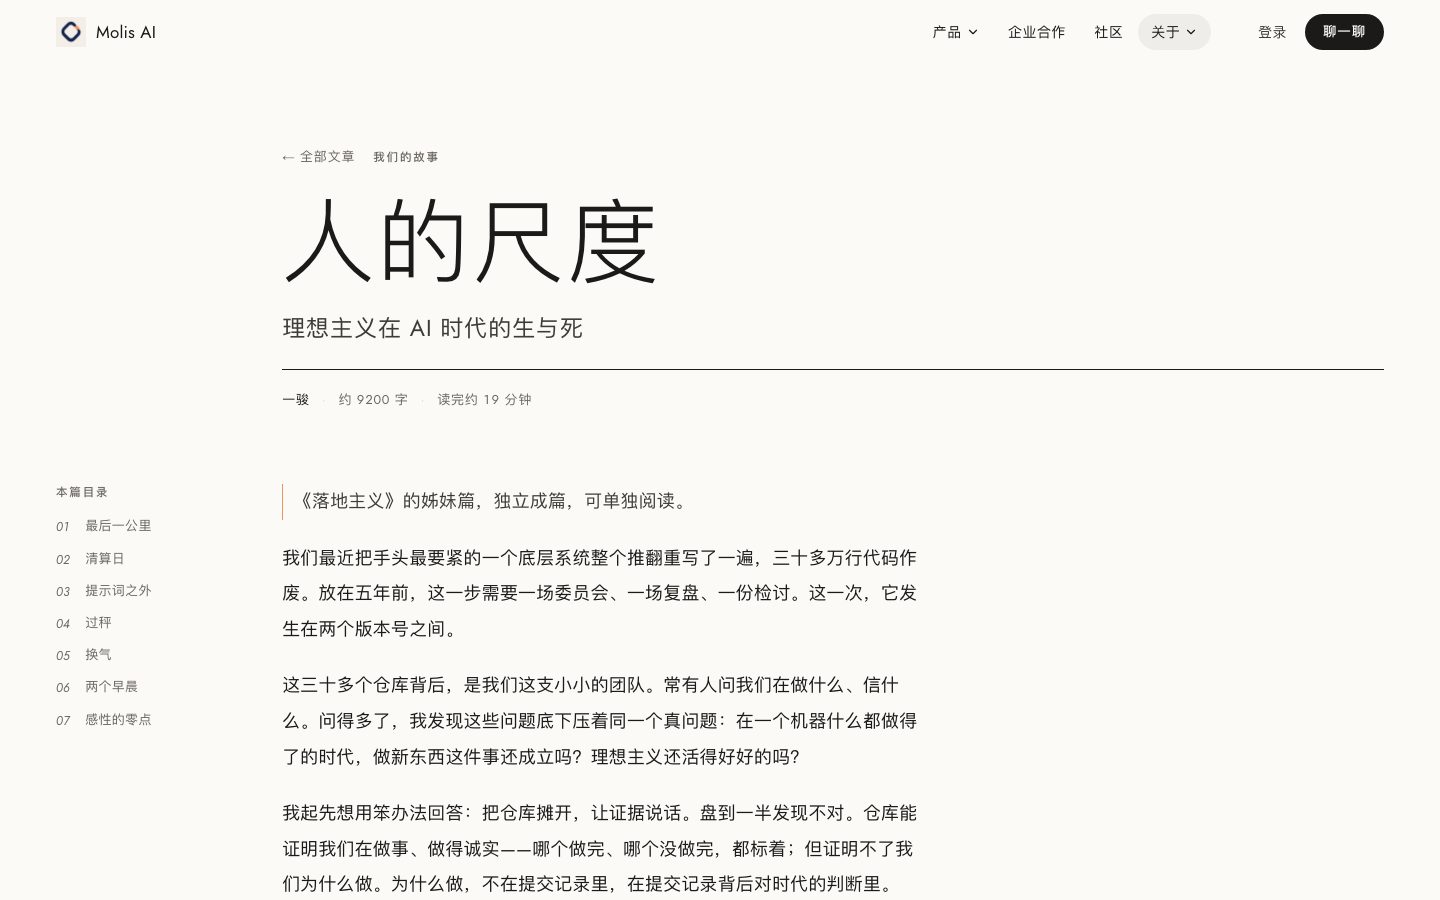 Molis AI
产品
企业合作
社区
关于
登录
聊一聊
← 全部文章
我们的故事
人的尺度
理想主义在 AI 时代的生与死
一骏 · 约 9200 字 · 读完约 19 分钟
本篇目录
01 最后一公里
02 清算日
03 提示词之外
04 过秤
05 换气
06 两个早晨
07 感性的零点
《落地主义》的姊妹篇，独立成篇，可单独阅读。
我们最近把手头最要紧的一个底层系统整个推翻重写了一遍，三十多万行代码作
废。放在五年前，这一步需要一场委员会、一场复盘、一份检讨。这一次，它发
生在两个版本号之间。
这三十多个仓库背后，是我们这支小小的团队。常有人问我们在做什么、信什
么。问得多了，我发现这些问题底下压着同一个真问题：在一个机器什么都做得
了的时代，做新东西这件事还成立吗？理想主义还活得好好的吗？
我起先想用笨办法回答：把仓库摊开，让证据说话。盘到一半发现不对。仓库能
证明我们在做事、做得诚实——哪个做完、哪个没做完，都标着；但证明不了我
们为什么做。为什么做，不在提交记录里，在提交记录背后对时代的判断里。